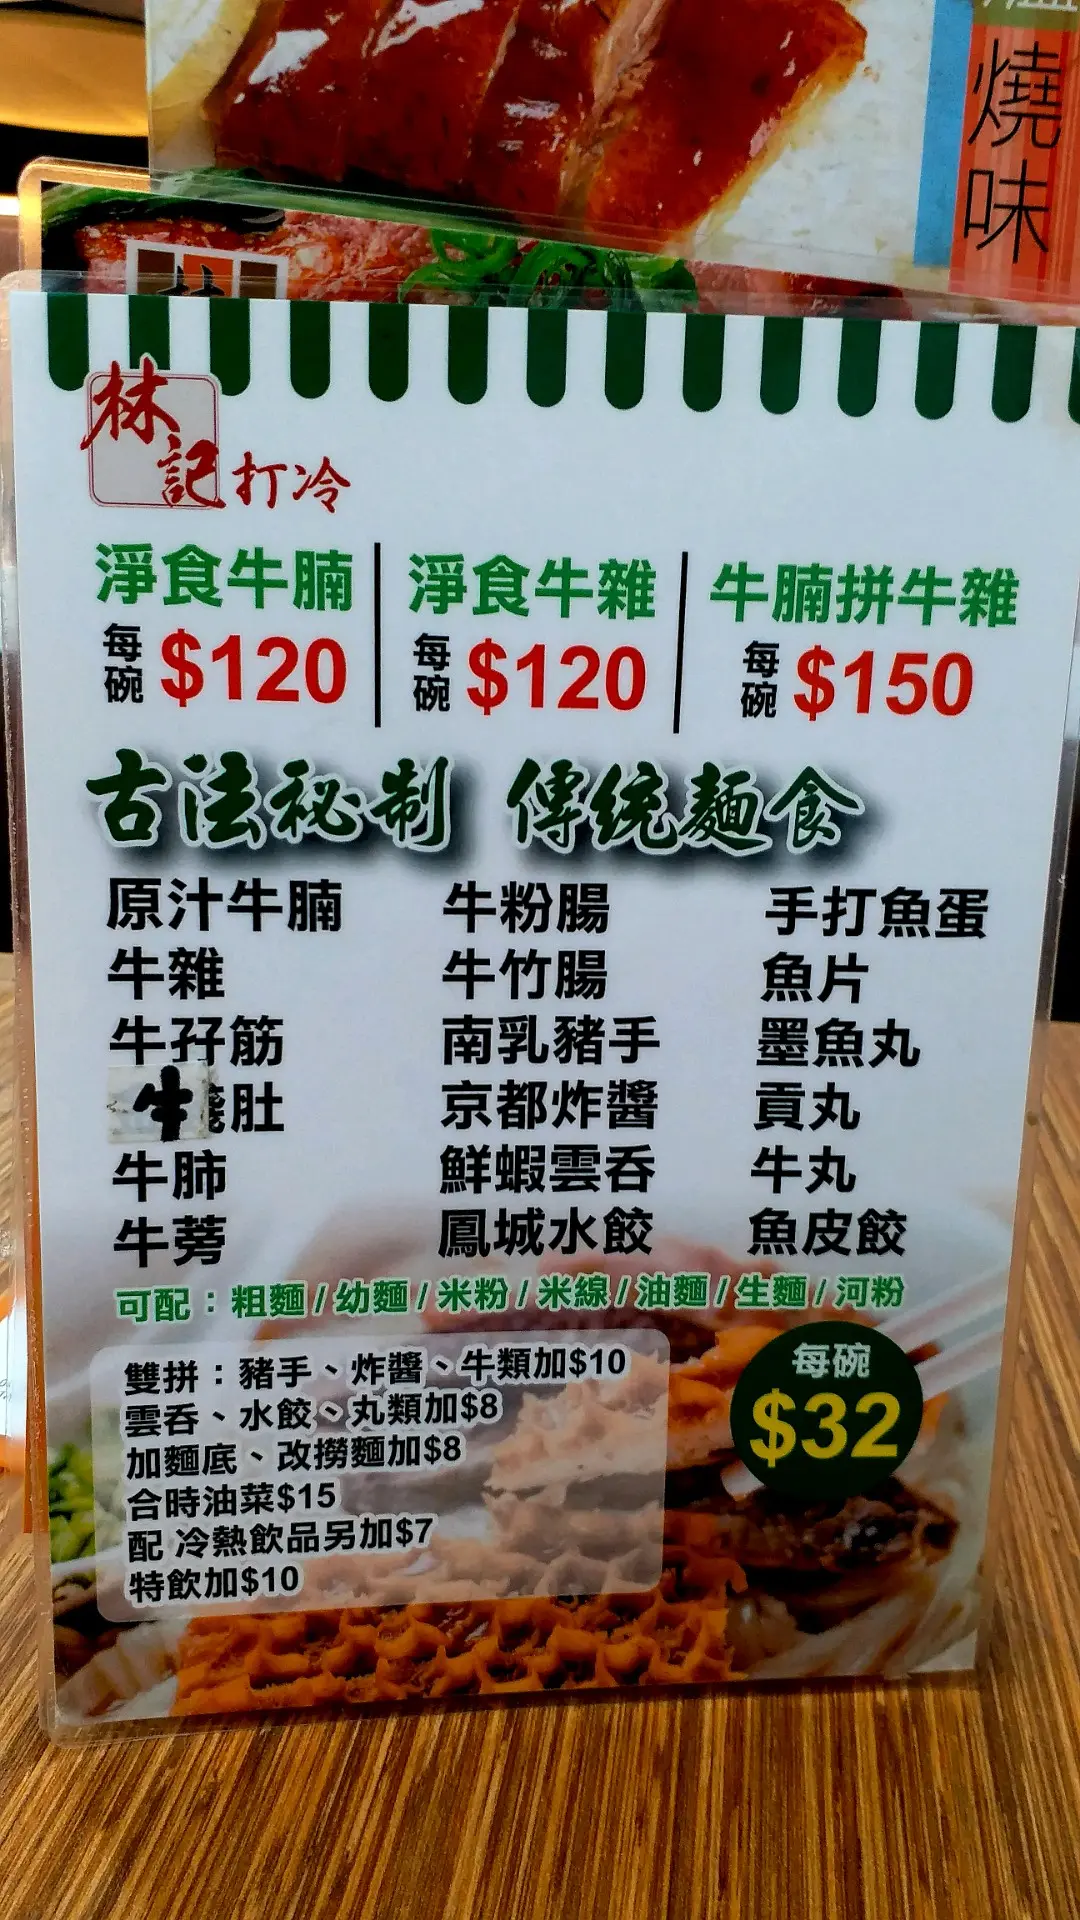 燒味
林記打冷
淨食牛腩 淨食牛雜 牛腩拼牛雜
每碗 $120 每碗 $120 每碗 $150
古法秘制 傳統麵食
原汁牛腩 牛粉腸 手打魚蛋
牛雜 牛竹腸 魚片
牛孖筋 南乳豬手 墨魚丸
牛肚 京都炸醬 貢丸
牛肺 鮮蝦雲吞 牛丸
牛蒡 鳳城水餃 魚皮餃
可配：粗麵/幼麵/米粉/米線/油麵/生麵/河粉
雙拼：豬手、炸醬、牛類加$10
雲吞、水餃、丸類加$8
加麵底、改撈麵加$8
合時油菜$15
配 冷熱飲品另加$7
特飲加$10
每碗
$32